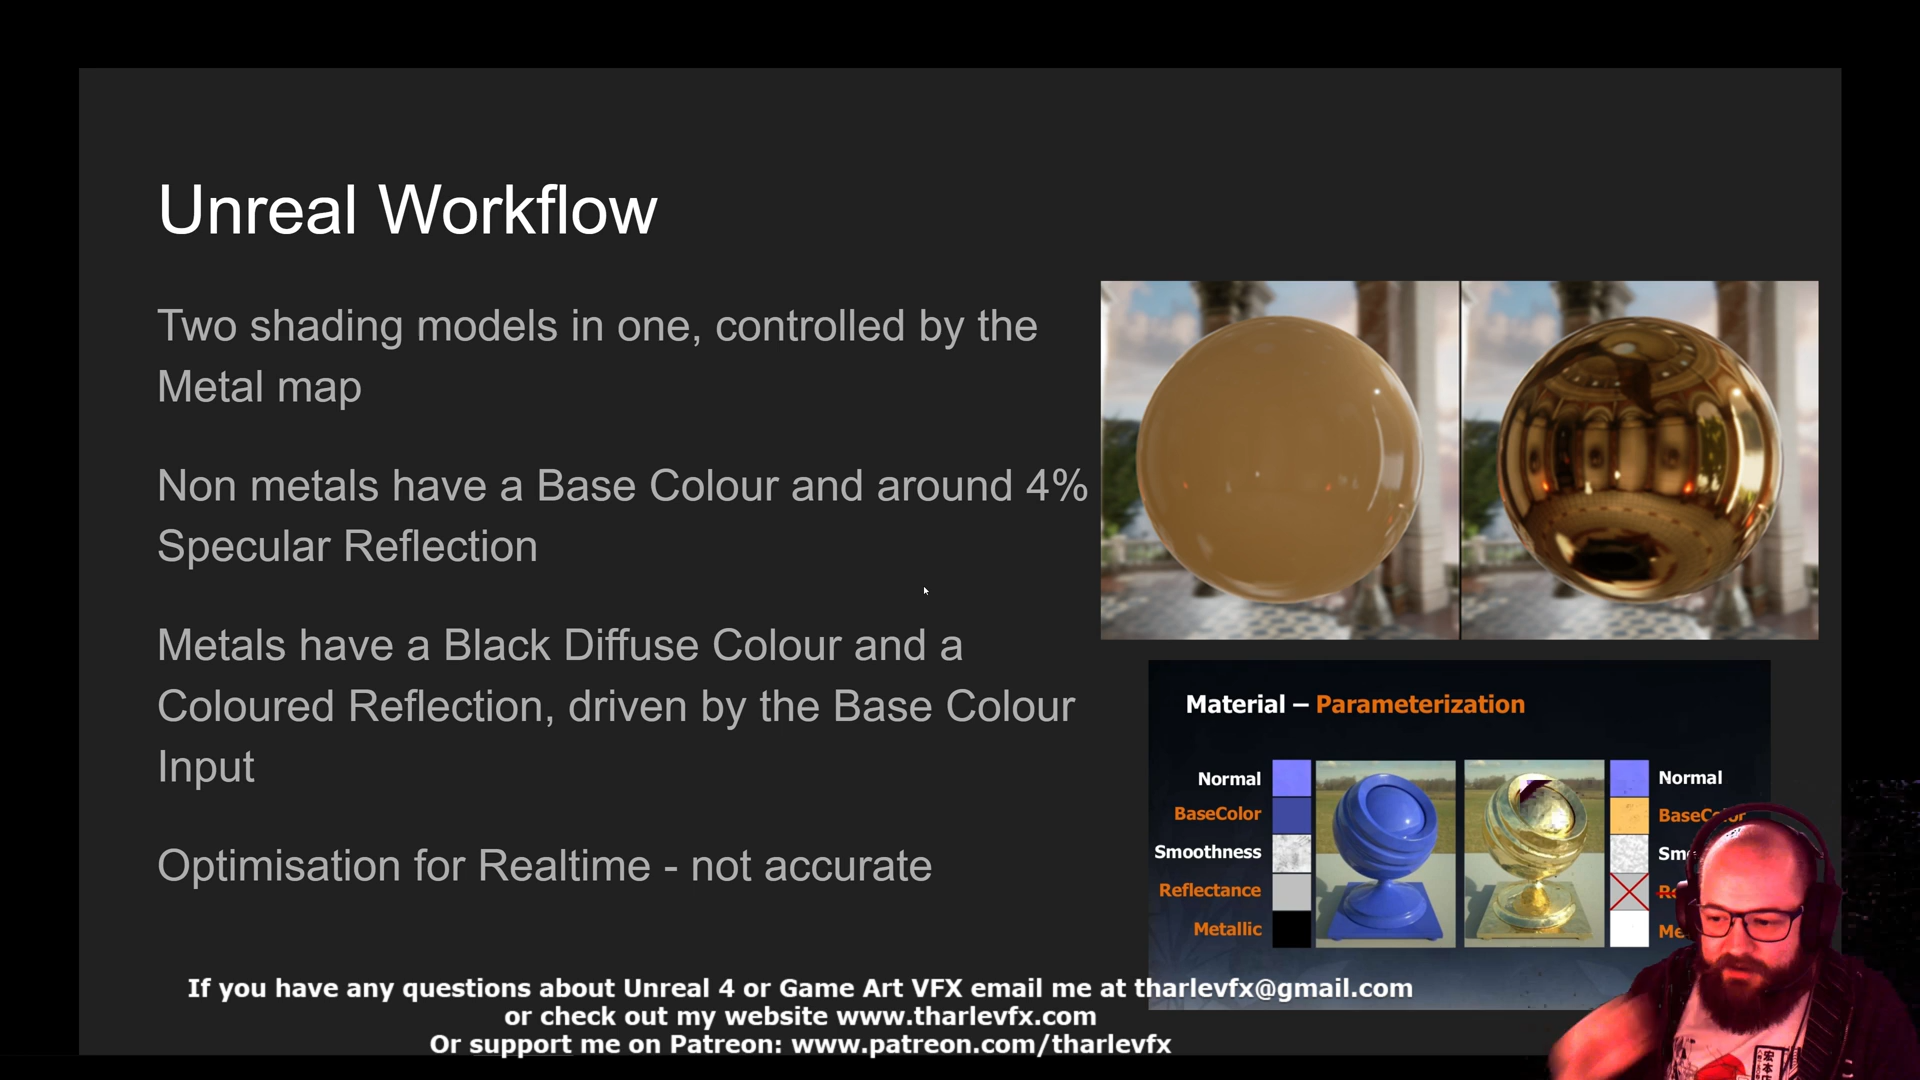 Unreal Workflow
Two shading models in one, controlled by the
Metal map
Non metals have a Base Colour and around 4%
Specular Reflection
Metals have a Black Diffuse Colour and a
Coloured Reflection, driven by the Base Colour
Input
Optimisation for Realtime - not accurate
Material – Parameterization
Normal
BaseColor
Smoothness
Reflectance
Metallic
Normal
If you have any questions about Unreal 4 or Game Art VFX email me at tharlevfx@gmail.com
or check out my website www.tharlevfx.com
Or support me on Patreon: www.patreon.com/tharlevfx